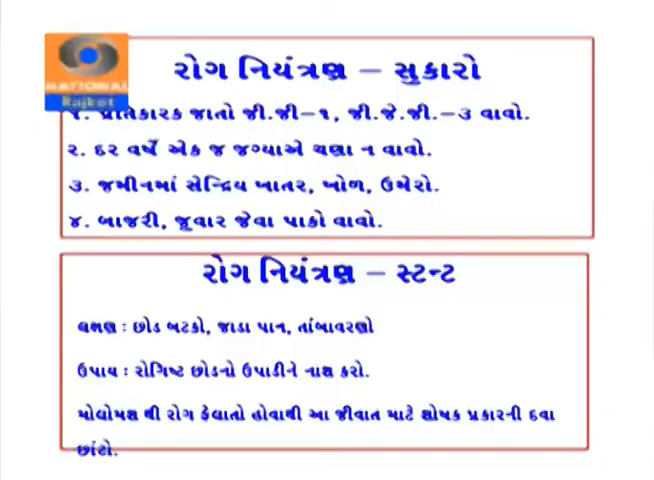 NATIONAL
Rajkot
રોગ નિયંત્રણ – સુકારો
૧. પ્રતિકારક જાતો જી.જી–૧, જી.જે.જી.–૩ વાવો.
૨. દર વર્ષે એક જ જગ્યાએ ચણા ન વાવો.
૩. જમીનમાં સેન્દ્રિય ખાતર, ખોળ, ઉમેરો.
૪. બાજરી, જુવાર જેવા પાકો વાવો.
રોગ નિયંત્રણ – સ્ટન્ટ
લક્ષણ : છોડ બટકો, જાડા પાન, તાંબાવરણો
ઉપાય : રોગિષ્ટ છોડનો ઉપાડીને નાશ કરો.
મોલોમશી થી રોગ ફેલાતો હોવાથી આ જીવાત માટે શોષક પ્રકારની દવા
છાંટો.